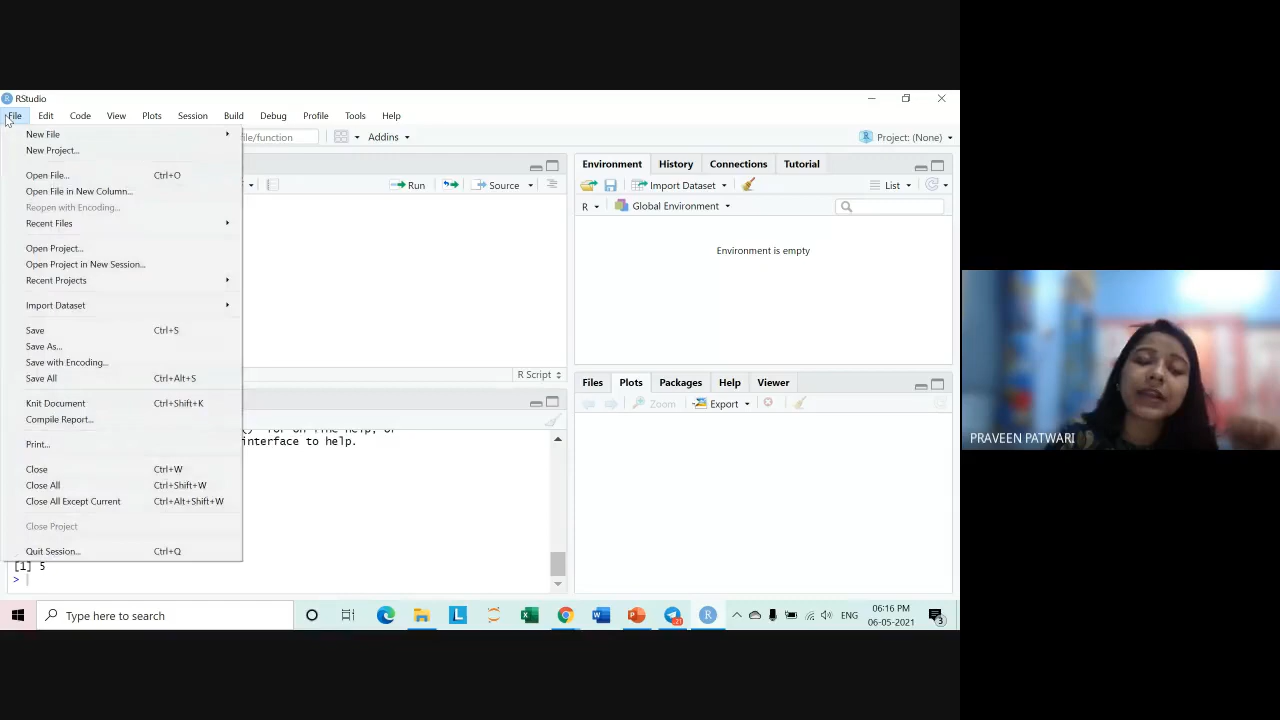 RStudio
File Edit Code View Plots Session Build Debug Profile Tools Help
file/function Addins Project: (None)
New File
New Project...
Open File... Ctrl+O
Open File in New Column...
Reopen with Encoding...
Recent Files
Open Project...
Open Project in New Session...
Recent Projects
Import Dataset
Save Ctrl+S
Save As...
Save with Encoding...
Save All Ctrl+Alt+S
Knit Document Ctrl+Shift+K
Compile Report...
Print...
Close Ctrl+W
Close All Ctrl+Shift+W
Close All Except Current Ctrl+Alt+Shift+W
Close Project
Quit Session... Ctrl+Q
Run Source
R Script
interface to help.
[1] 5
>
Environment History Connections Tutorial
Import Dataset List
R Global Environment
Environment is empty
Files Plots Packages Help Viewer
Zoom Export
PRAVEEN PATWARI
Type here to search
ENG
06:16 PM
06-05-2021
3